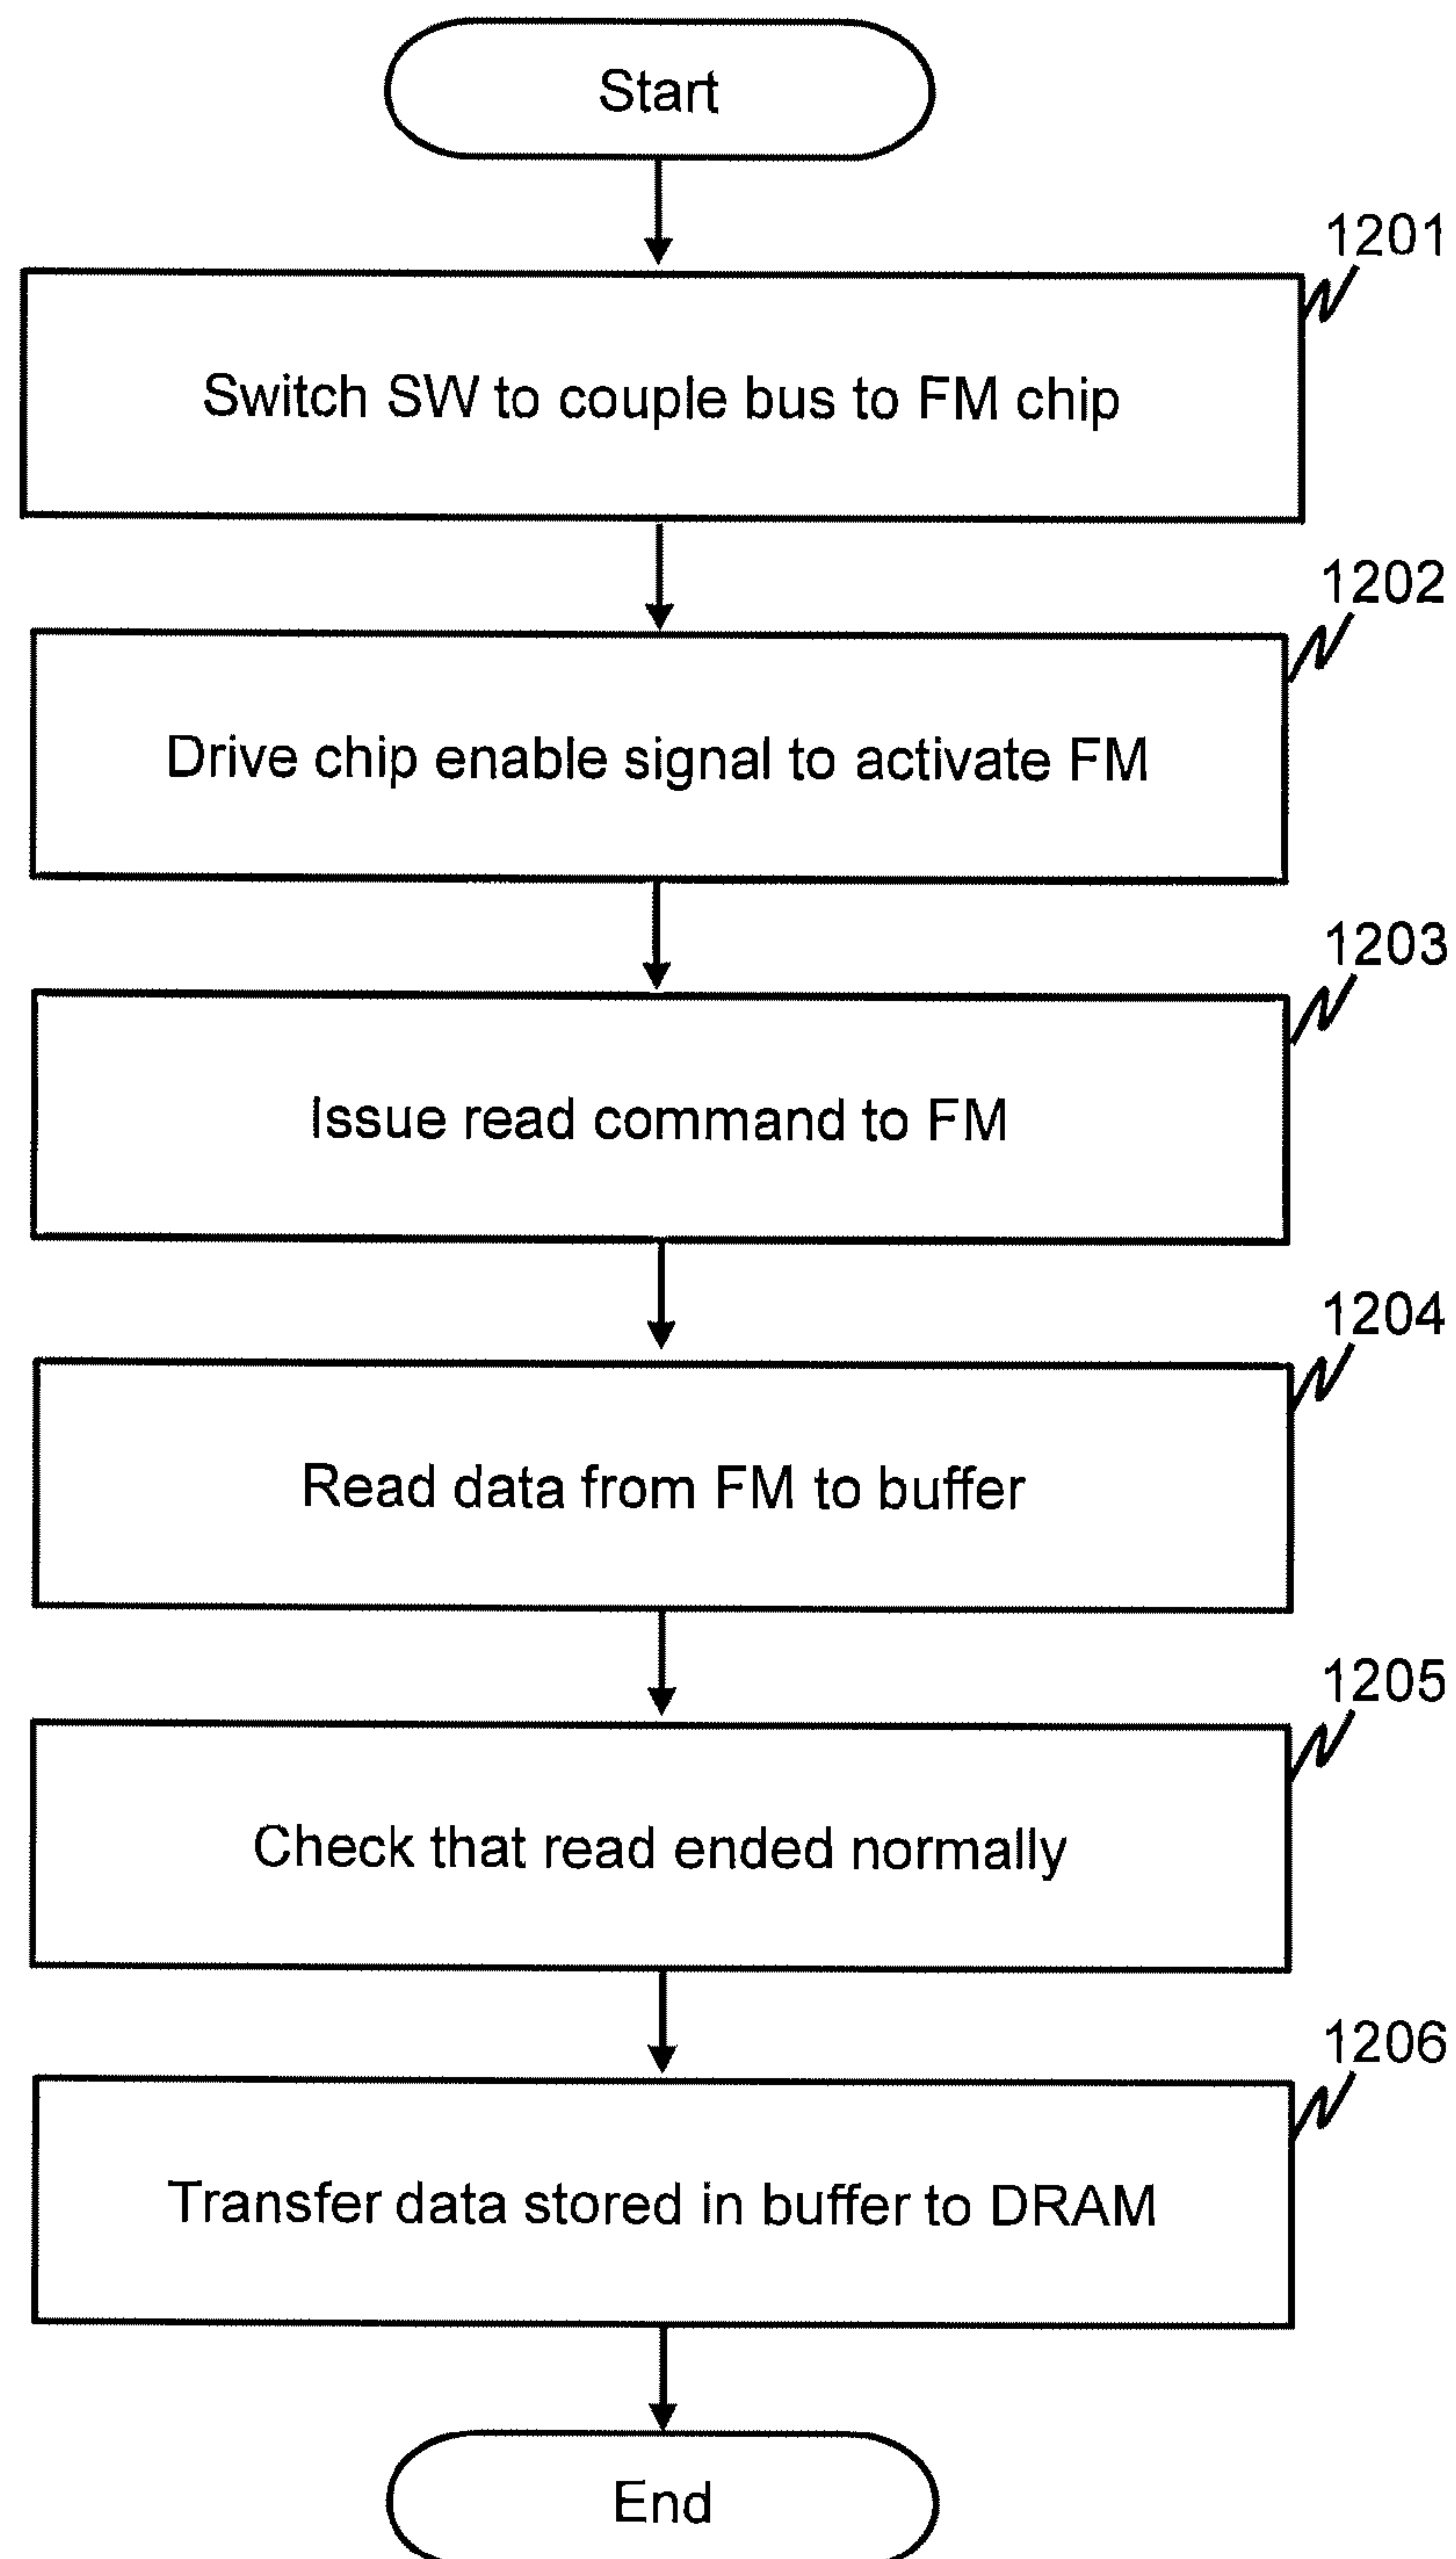 Start
1201
Switch SW to couple bus to FM chip
1202
Drive chip enable signal to activate FM
1203
Issue read command to FM
1204
Read data from FM to buffer
1205
Check that read ended normally
1206
Transfer data stored in buffer to DRAM
End